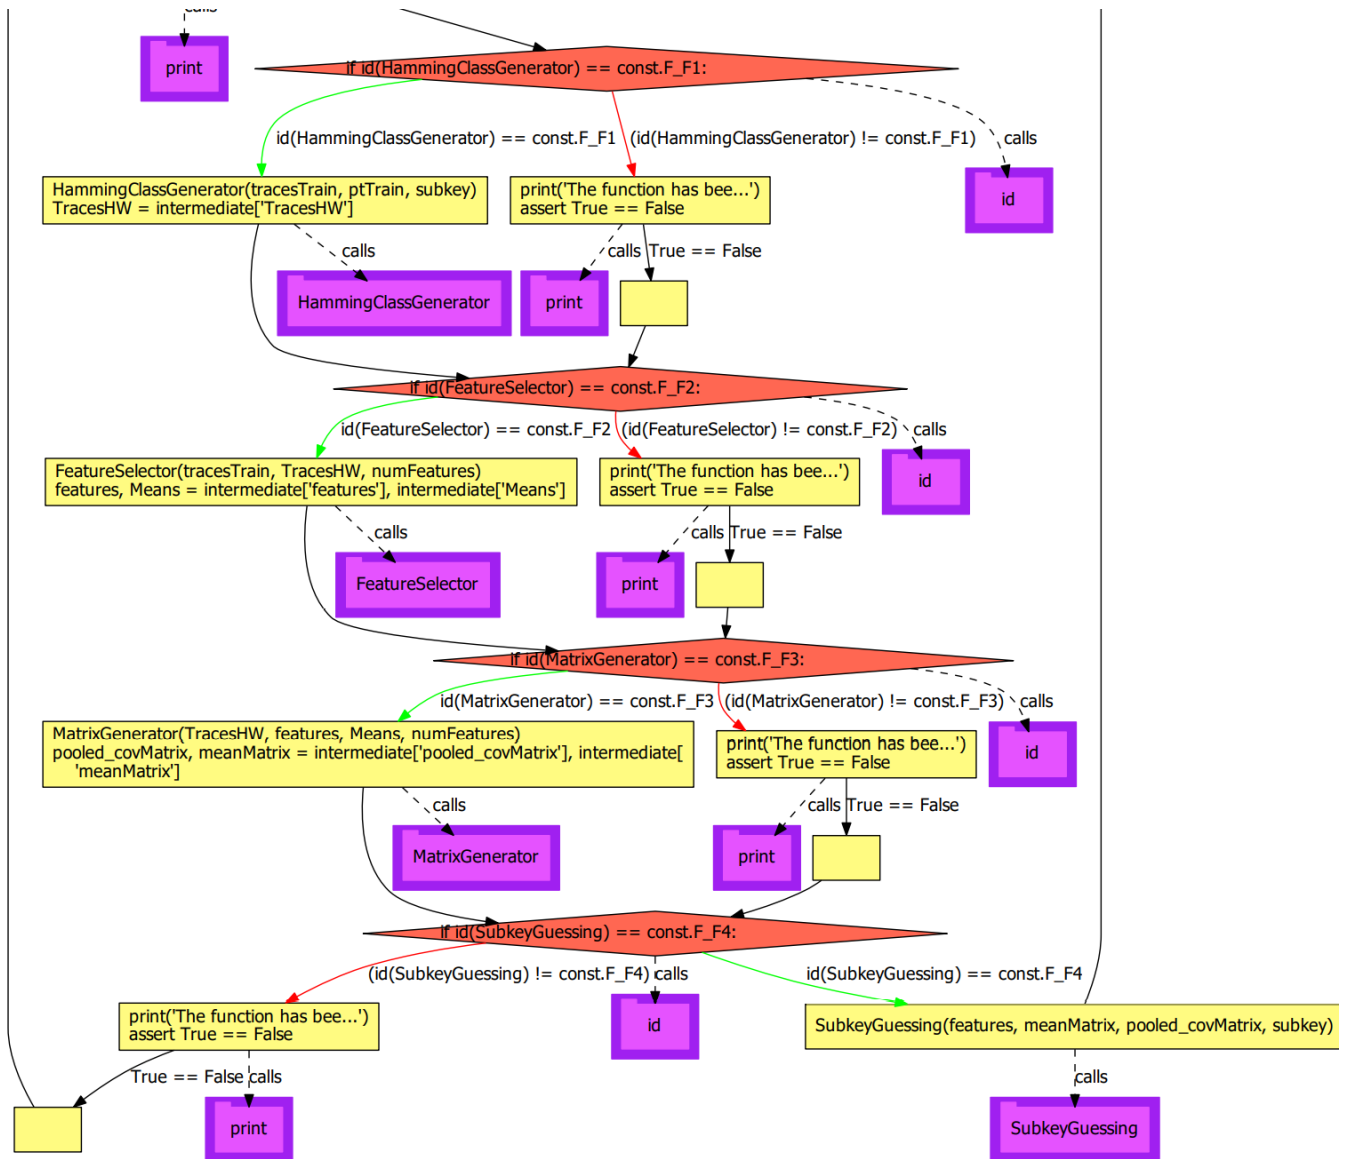 calls
print
if id(HammingClassGenerator) == const.F_F1:
id(HammingClassGenerator) == const.F_F1
(id(HammingClassGenerator) != const.F_F1)
calls
id
HammingClassGenerator(tracesTrain, ptTrain, subkey)
TracesHW = intermediate['TracesHW']
print('The function has bee...')
assert True == False
calls
calls
True == False
HammingClassGenerator
print
if id(FeatureSelector) == const.F_F2:
id(FeatureSelector) == const.F_F2
(id(FeatureSelector) != const.F_F2)
calls
id
FeatureSelector(tracesTrain, TracesHW, numFeatures)
features, Means = intermediate['features'], intermediate['Means']
print('The function has bee...')
assert True == False
calls
calls
True == False
FeatureSelector
print
if id(MatrixGenerator) == const.F_F3:
id(MatrixGenerator) == const.F_F3
(id(MatrixGenerator) != const.F_F3)
calls
id
MatrixGenerator(TracesHW, features, Means, numFeatures)
pooled_covMatrix, meanMatrix = intermediate['pooled_covMatrix'], intermediate[
'meanMatrix']
print('The function has bee...')
assert True == False
calls
calls
True == False
MatrixGenerator
print
if id(SubkeyGuessing) == const.F_F4:
(id(SubkeyGuessing) != const.F_F4)
calls
id(SubkeyGuessing) == const.F_F4
print('The function has bee...')
assert True == False
id
SubkeyGuessing(features, meanMatrix, pooled_covMatrix, subkey)
True == False
calls
calls
print
SubkeyGuessing